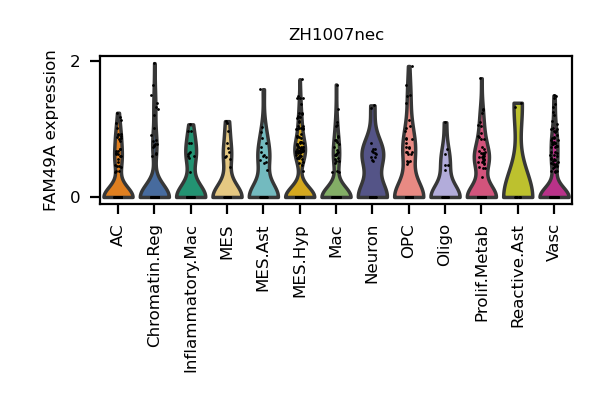 ZH1007nec
FAM49A expression
2
0
AC
Chromatin.Reg
Inflammatory.Mac
MES
MES.Ast
MES.Hyp
Mac
Neuron
OPC
Oligo
Prolif.Metab
Reactive.Ast
Vasc